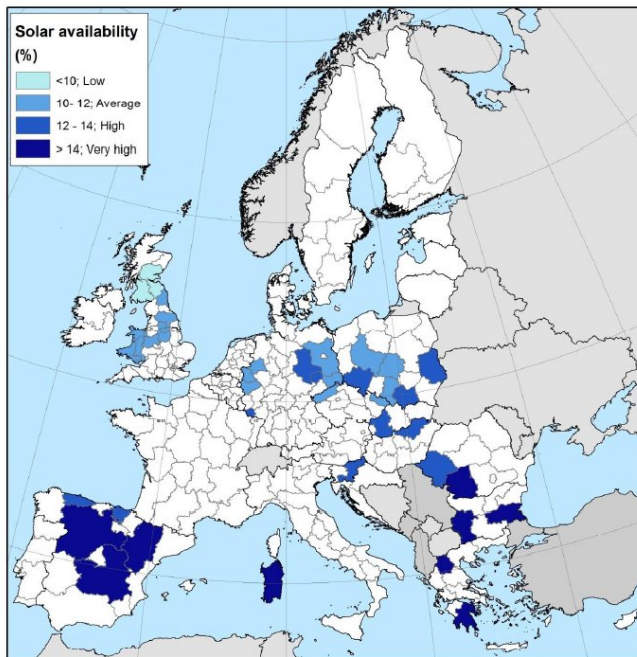 Solar availability
(%)
<10; Low
10- 12; Average
12 - 14; High
> 14; Very high